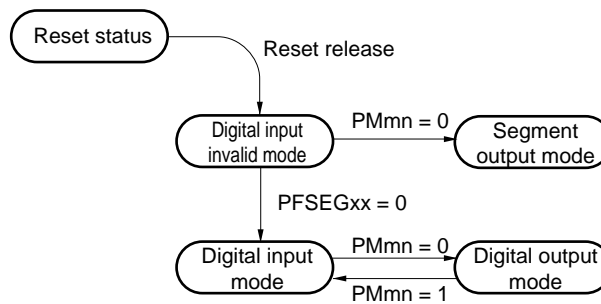 Reset status
Reset release
Digital input
invalid mode
PMmn = 0
Segment
output mode
PFSEGxx = 0
Digital input
mode
PMmn = 0
PMmn = 1
Digital output
mode